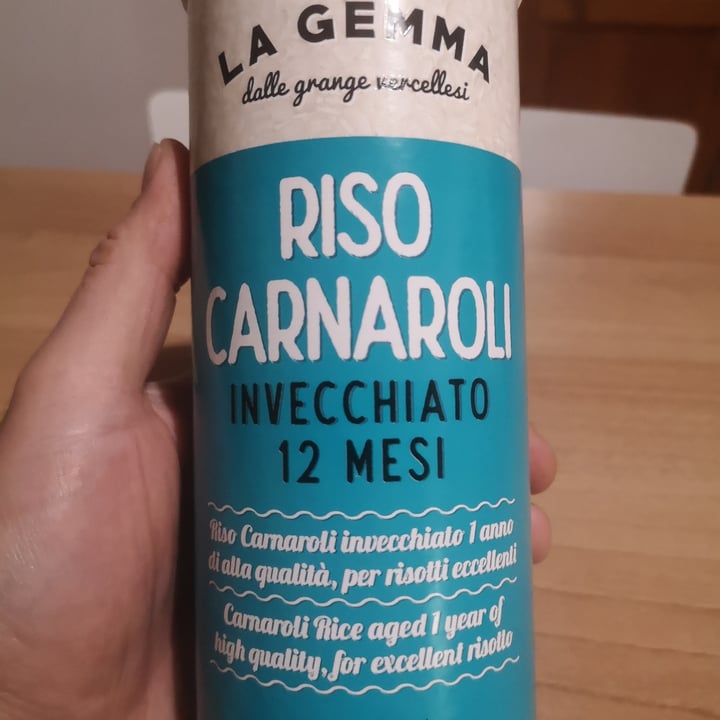 LA GEMMA
dalle grange vercellesi
RISO
CARNAROLI
INVECCHIATO
12 MESI
Riso Carnaroli invecchiato 1 anno
di alla qualità, per risotti eccellenti
Carnaroli Rice aged 1 year of
high quality, for excellent risotto